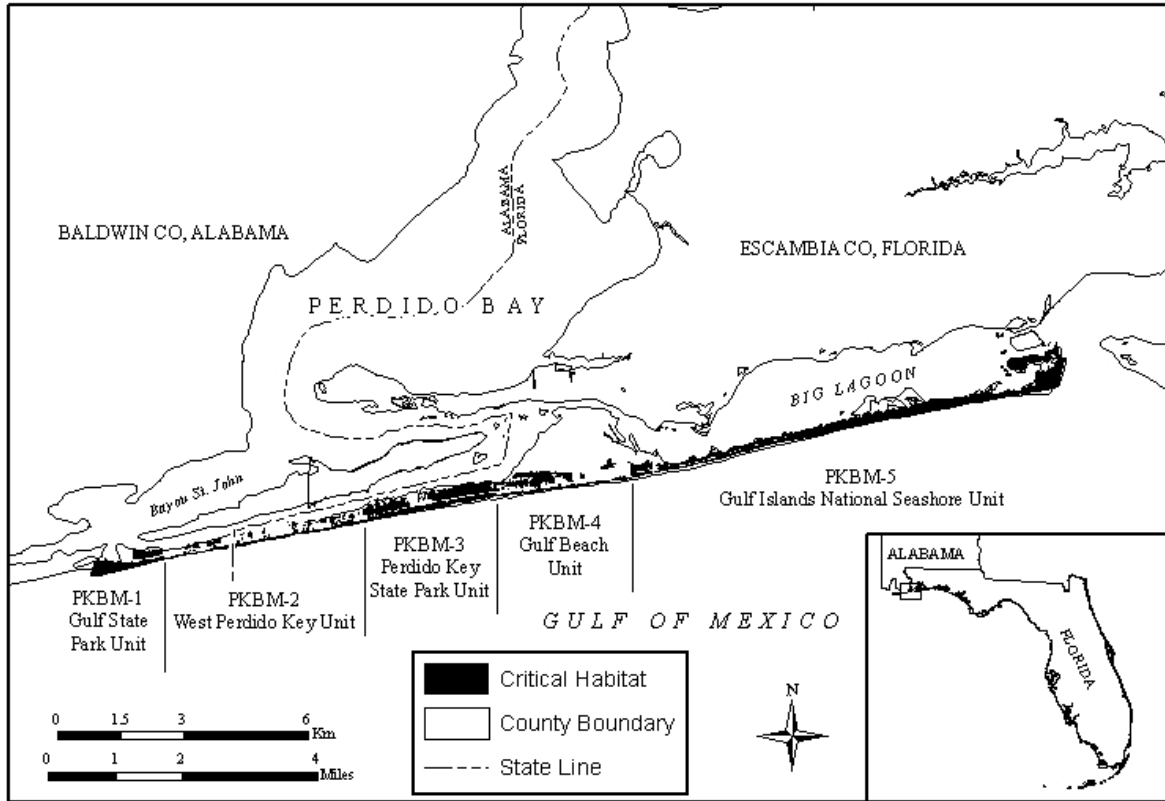 ALABAMA
FLORIDA
BALDWIN CO, ALABAMA
ESCAMBIA CO, FLORIDA
PERDIDO BAY
BIG LAGOON
Bayou St. John
PKBM-5
Gulf Islands National Seashore Unit
PKBM-4
Gulf Beach
Unit
PKBM-3
Perdido Key
State Park Unit
PKBM-1
Gulf State
Park Unit
PKBM-2
West Perdido Key Unit
GULF OF MEXICO
ALABAMA
FLORIDA
Critical Habitat
County Boundary
State Line
N
0 1.5 3 6
Km
0 1 2 4
Miles